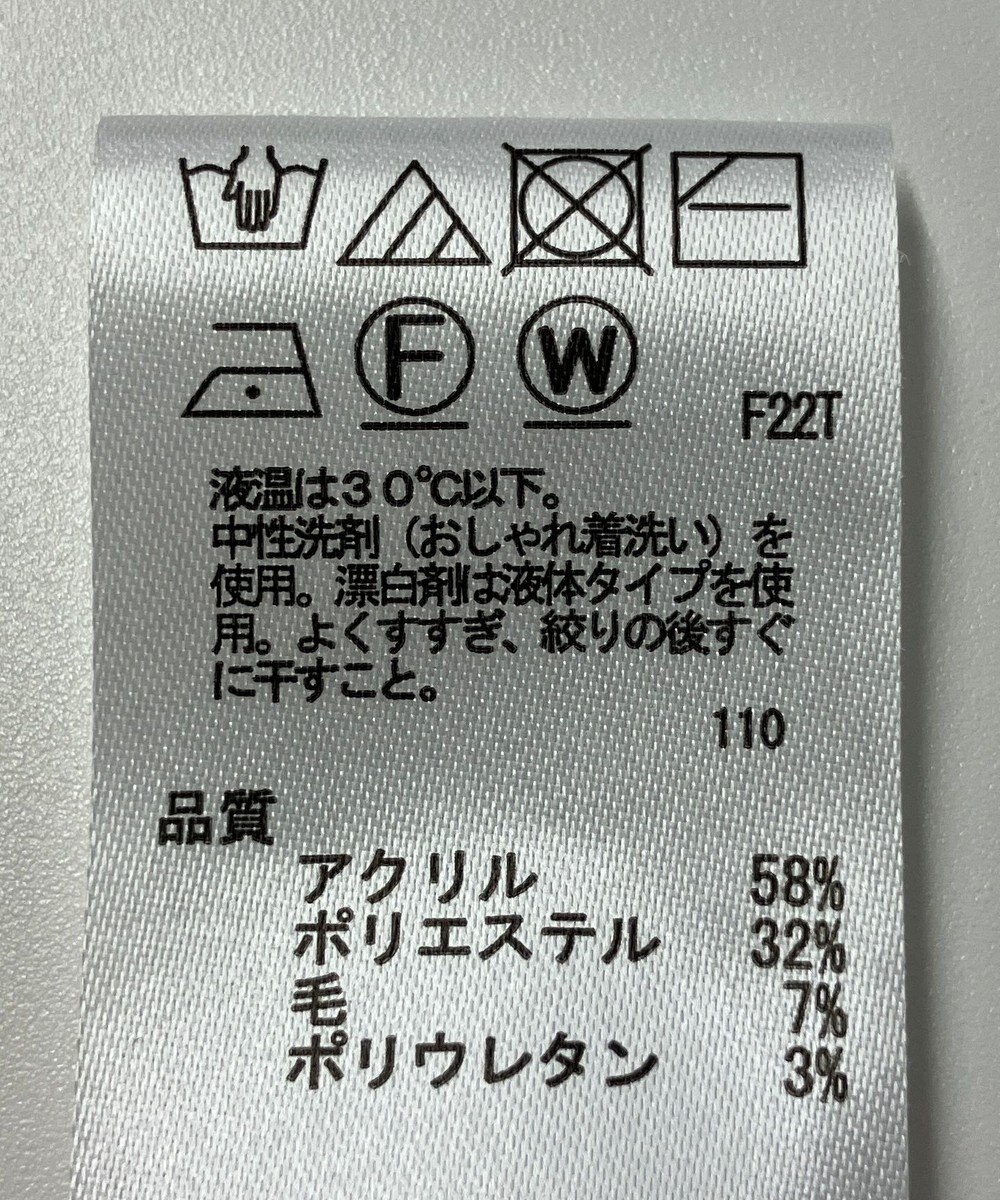 F W
F22T
液温は30℃以下。
中性洗剤(おしゃれ着洗い)を
使用。漂白剤は液体タイプを使
用。よくすすぎ、絞りの後すぐ
に干すこと。
110
品質
アクリル 58%
ポリエステル 32%
毛 7%
ポリウレタン 3%